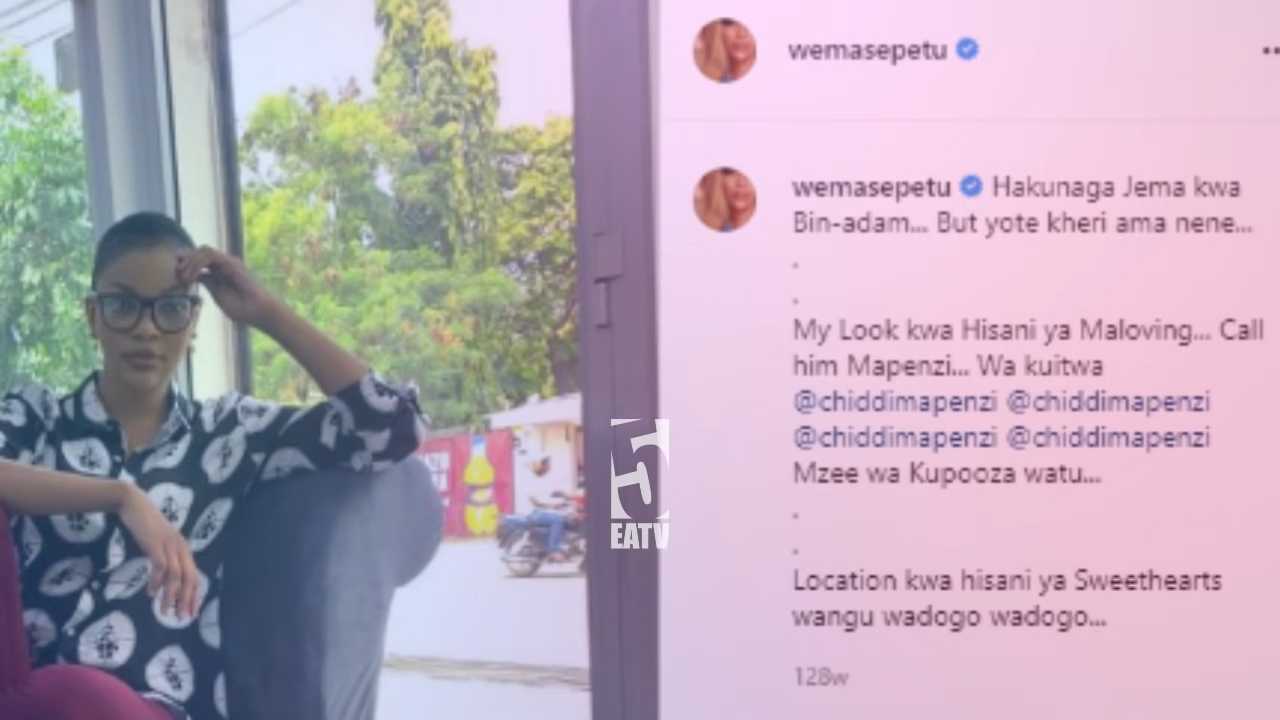 wemasepetu
wemasepetu Hakunaga Jema kwa
Bin-adam... But yote kheri ama nene...
.
.
My Look kwa Hisani ya Maloving... Call
him Mapenzi... Wa kuitwa
@chiddimapenzi @chiddimapenzi
@chiddimapenzi @chiddimapenzi
Mzee wa Kupooza watu...
.
.
Location kwa hisani ya Sweethearts
wangu wadogo wadogo...
128w
5
EATV